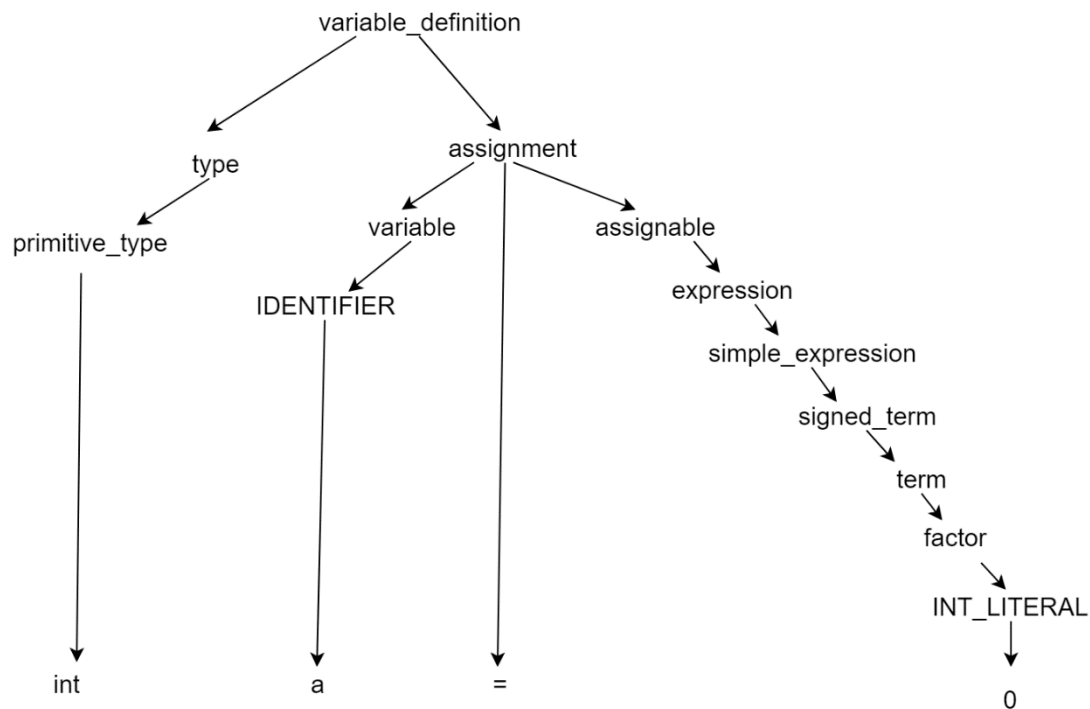 variable_definition
type
assignment
primitive_type
variable
assignable
IDENTIFIER
expression
simple_expression
signed_term
term
factor
INT_LITERAL
int
a
=
0